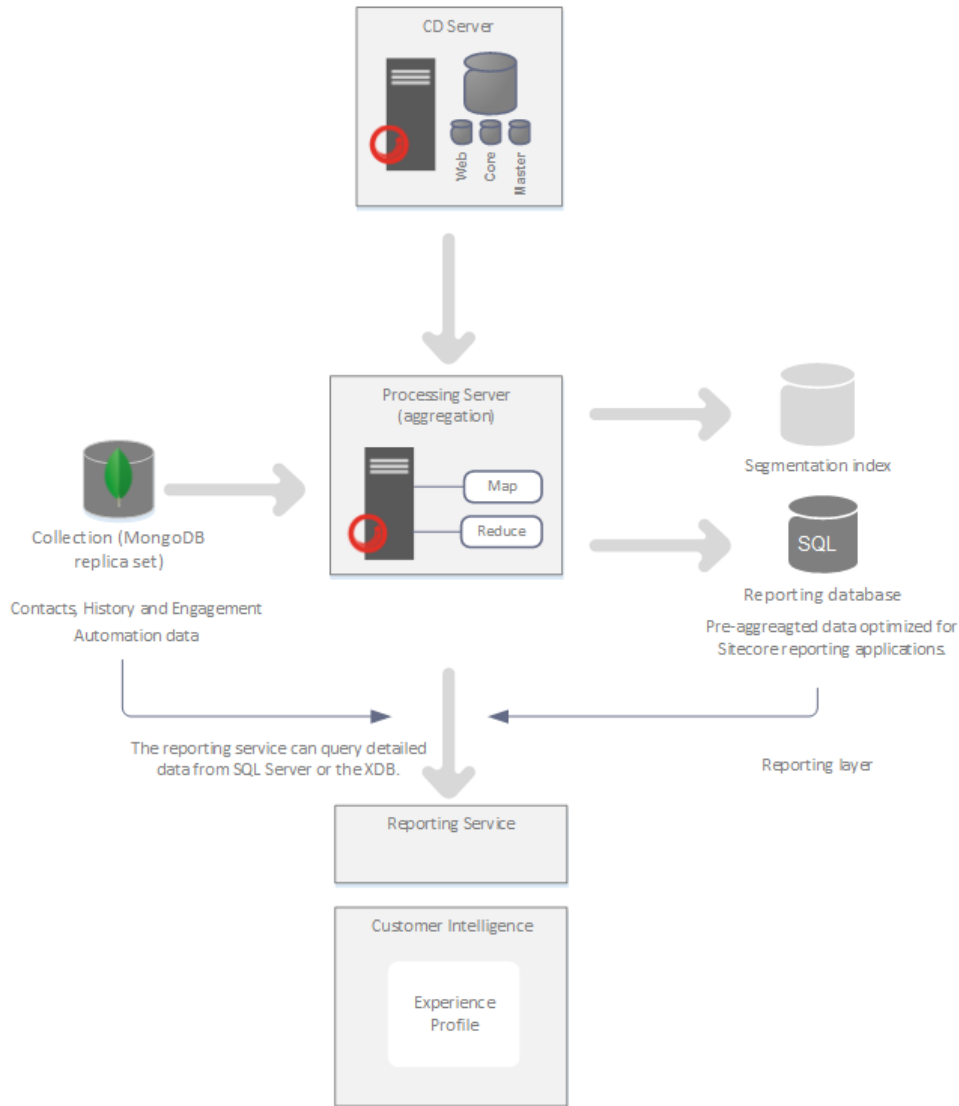 CD Server
Web
Core
Master
Processing Server
(aggregation)
Map
Reduce
Segmentation index
Collection (MongoDB
replica set)
SQL
Reporting database
Contacts, History and Engagement
Automation data
Pre-aggreagted data optimized for
Sitecore reporting applications.
The reporting service can query detailed
data from SQL Server or the XDB.
Reporting layer
Reporting Service
Customer Intelligence
Experience
Profile